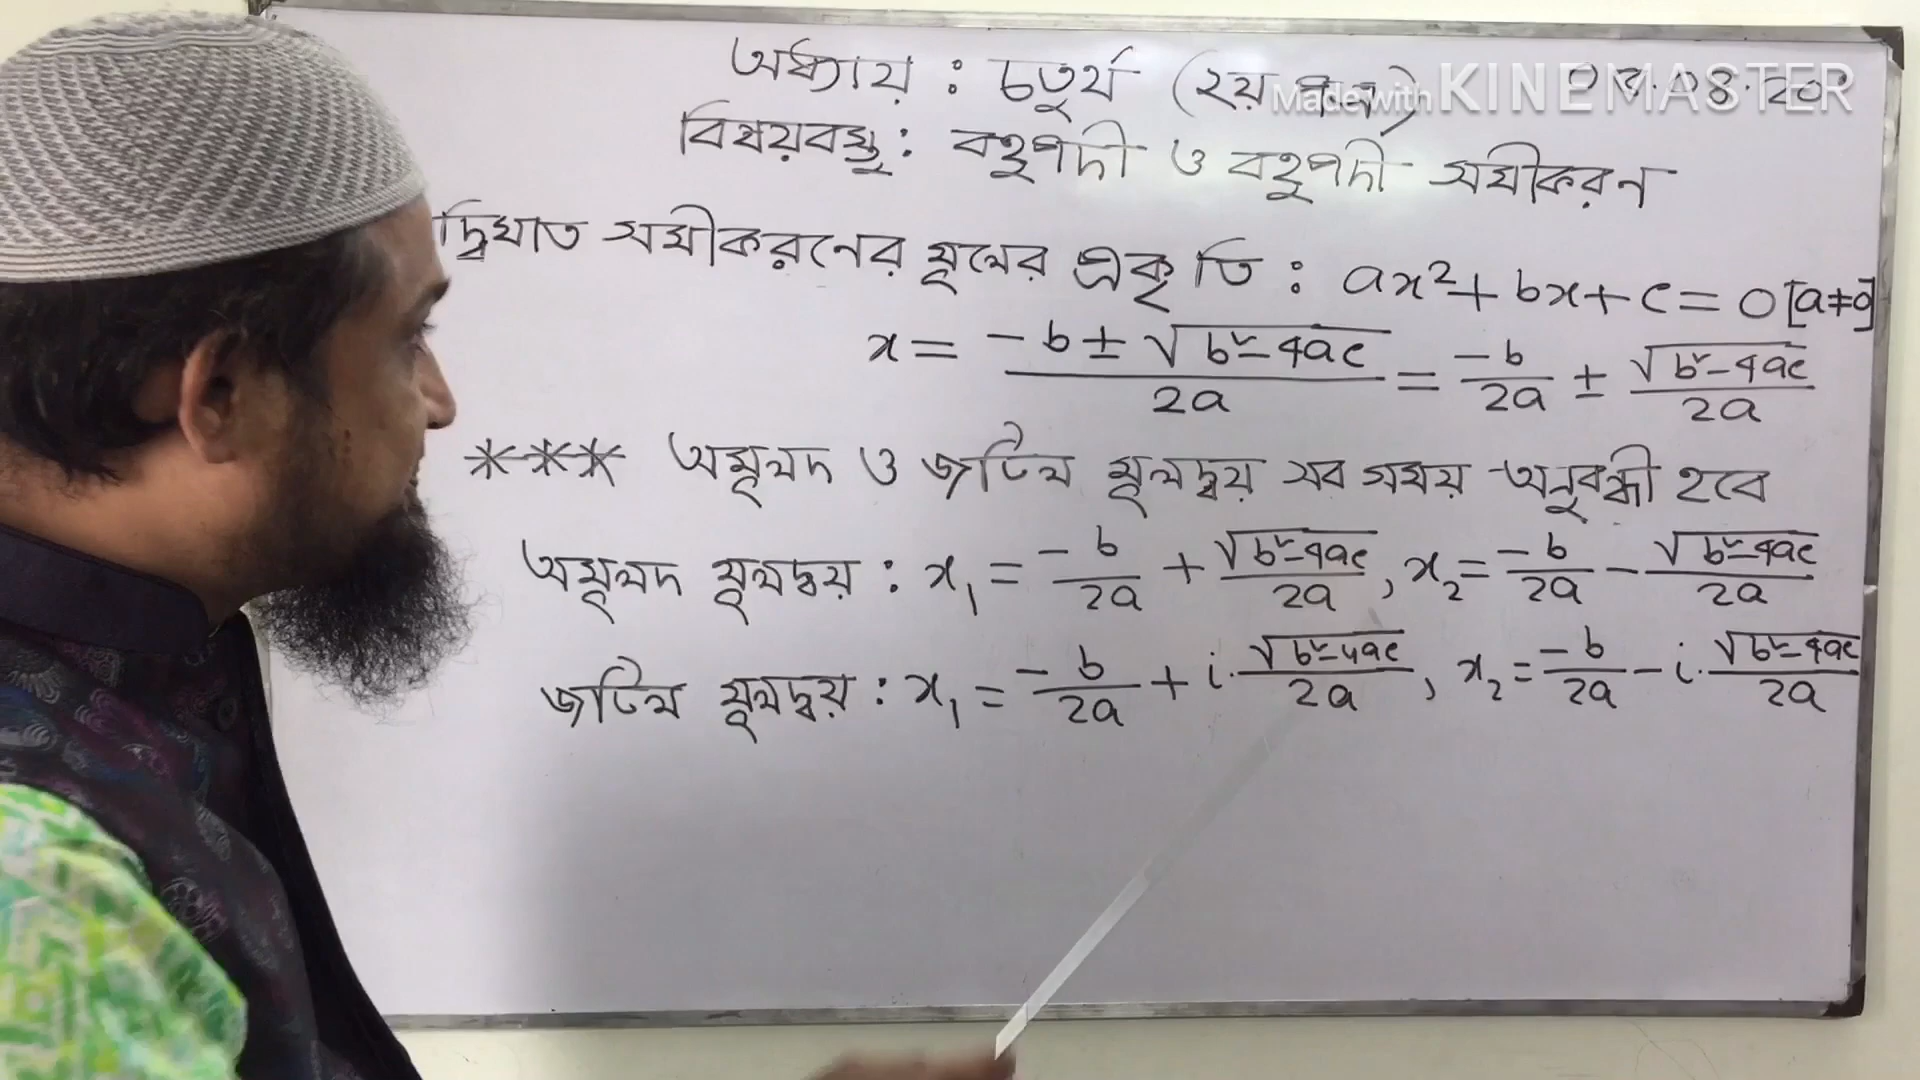 অধ্যায় : চতুর্থ (২য় পত্র)
Made with KINEMASTER
বিষয়বস্তু : বহুপদী ও বহুপদী সমীকরন
দ্বিঘাত সমীকরনের মূলের প্রকৃতি : ax² + bx + c = 0 [a≠0]
x = (-b ± √(b²-4ac))/2a = -b/2a ± √(b²-4ac)/2a
*** অমূলদ ও জটিল মূলদ্বয় সব সময় অনুবন্ধী হবে
অমূলদ মূলদ্বয় : x₁ = -b/2a + √(b²-4ac)/2a , x₂ = -b/2a - √(b²-4ac)/2a
জটিল মূলদ্বয় : x₁ = -b/2a + i.√(b²-4ac)/2a , x₂ = -b/2a - i.√(b²-4ac)/2a